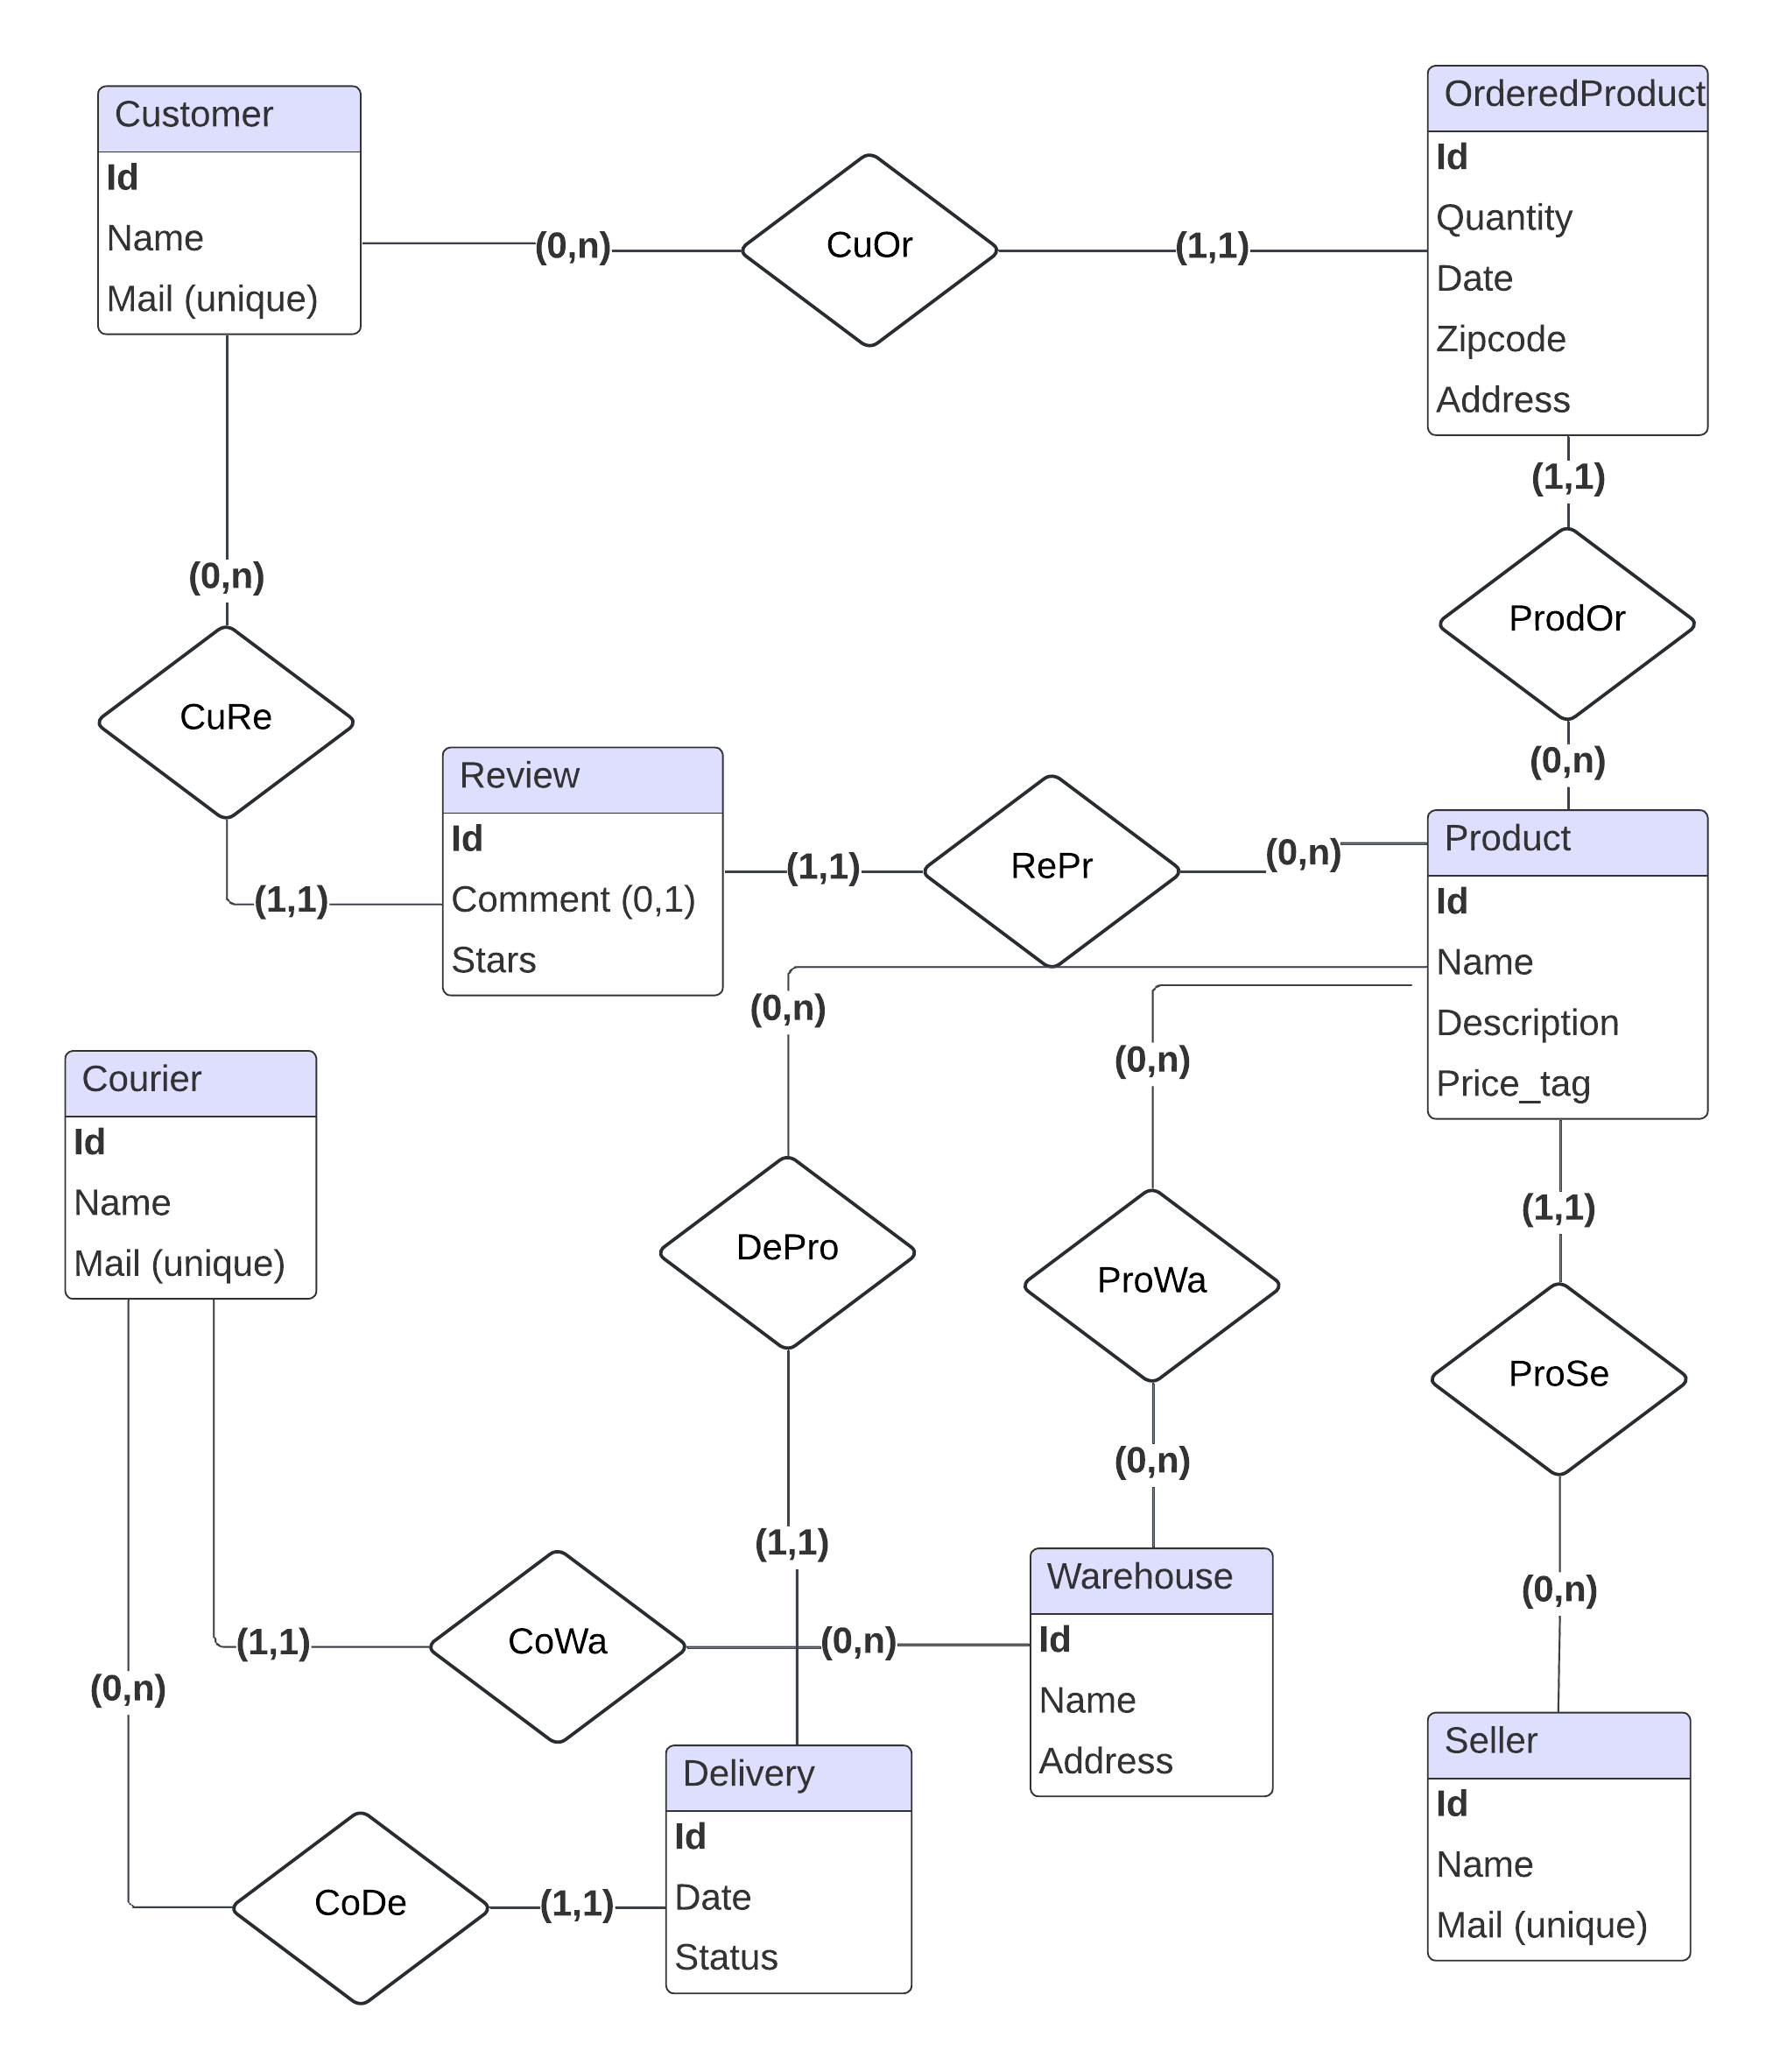 Customer
Id
Name
Mail (unique)
(0,n)
CuOr
(1,1)
OrderedProduct
Id
Quantity
Date
Zipcode
Address
(1,1)
ProdOr
(0,n)
(0,n)
CuRe
(1,1)
Review
Id
Comment (0,1)
Stars
(1,1)
RePr
(0,n)
Product
Id
Name
Description
Price_tag
(0,n)
(0,n)
Courier
Id
Name
Mail (unique)
DePro
ProWa
(1,1)
ProSe
(1,1)
(0,n)
(0,n)
(1,1)
CoWa
(0,n)
Warehouse
Id
Name
Address
(0,n)
CoDe
(1,1)
Delivery
Id
Date
Status
Seller
Id
Name
Mail (unique)